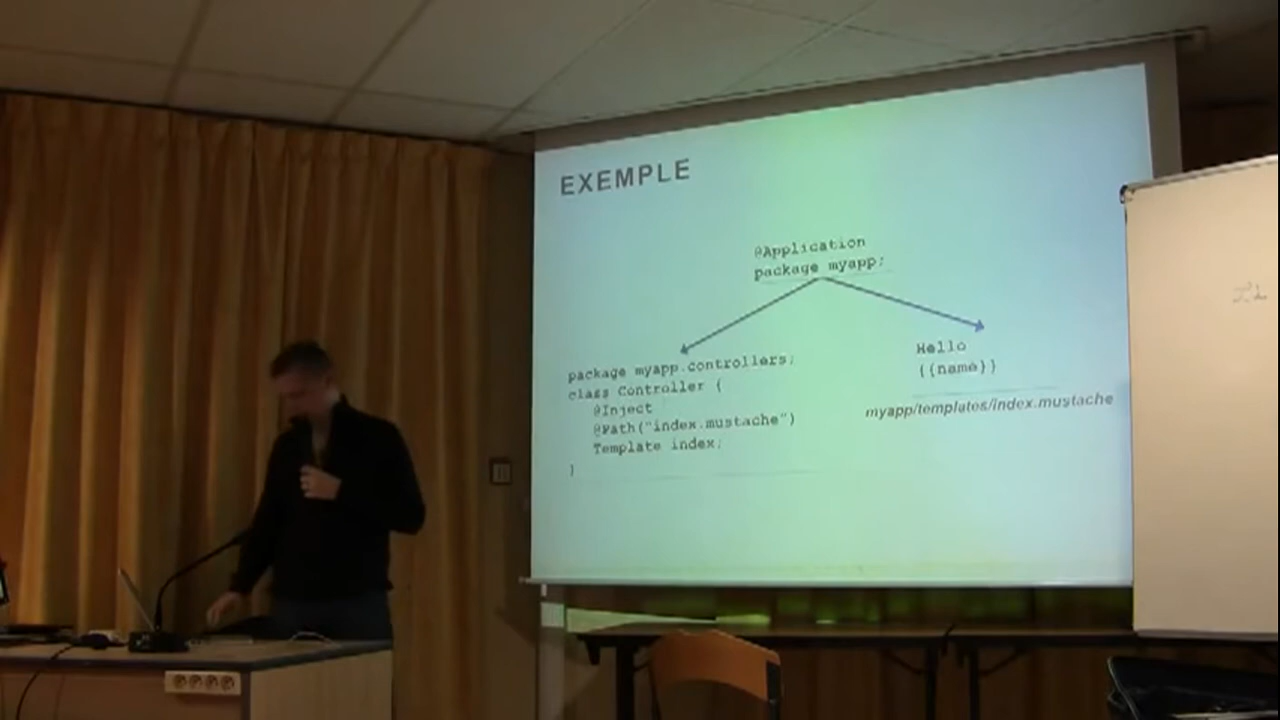 EXEMPLE
@Application
package myapp;
package myapp.controllers;
class Controller {
@Inject
@Path("index.mustache")
Template index;
}
Hello
{{name}}
myapp/templates/index.mustache